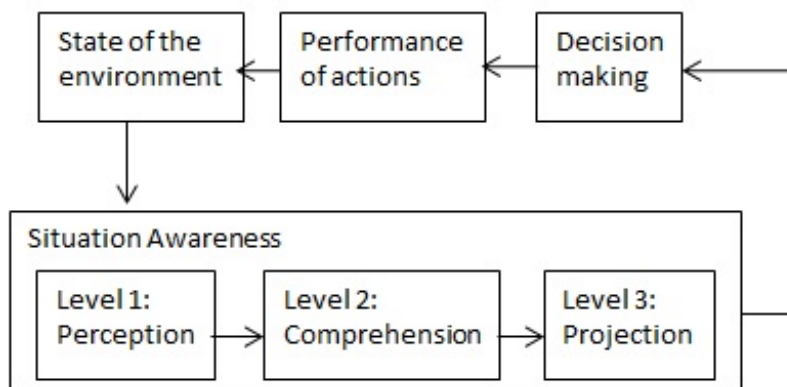 State of the
environment
Performance
of actions
Decision
making
Situation Awareness
Level 1:
Perception
Level 2:
Comprehension
Level 3:
Projection